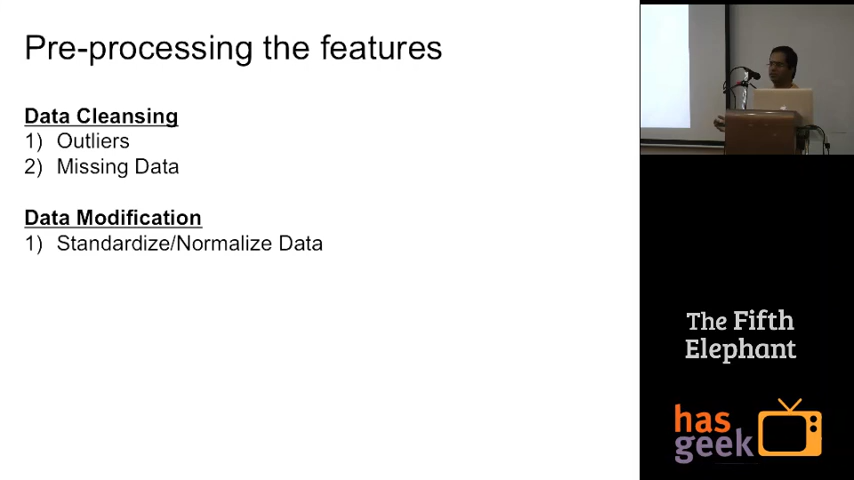 Pre-processing the features
Data Cleansing
1) Outliers
2) Missing Data
Data Modification
1) Standardize/Normalize Data
The Fifth
Elephant
has
geek